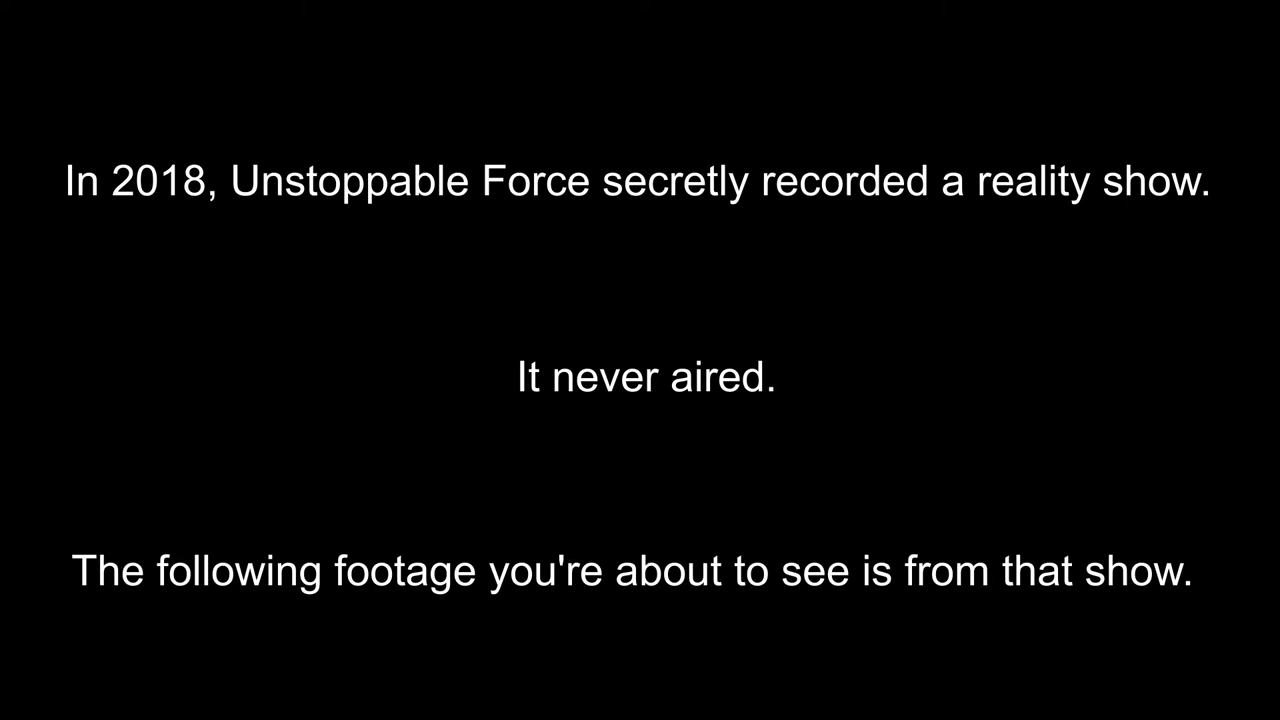 In 2018, Unstoppable Force secretly recorded a reality show.
It never aired.
The following footage you're about to see is from that show.